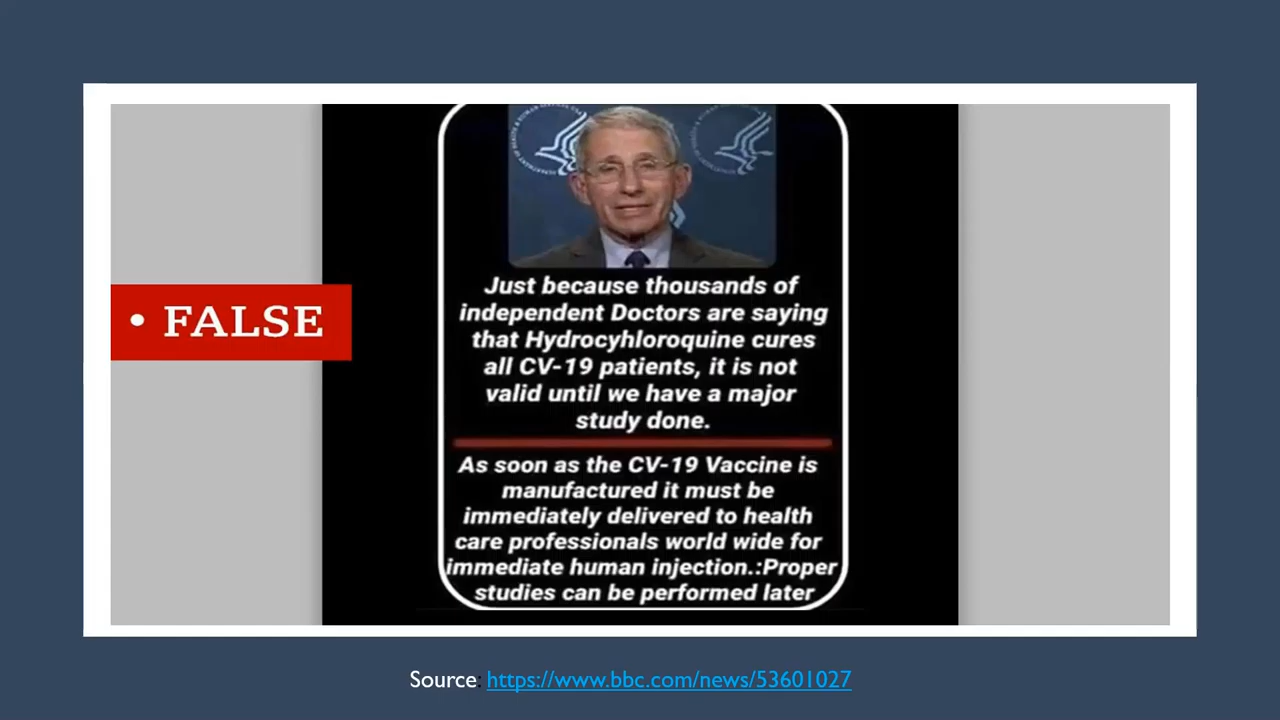 • FALSE
Just because thousands of
independent Doctors are saying
that Hydrocyhloroquine cures
all CV-19 patients, it is not
valid until we have a major
study done.
As soon as the CV-19 Vaccine is
manufactured it must be
immediately delivered to health
care professionals world wide for
immediate human injection.:Proper
studies can be performed later
Source: https://www.bbc.com/news/53601027